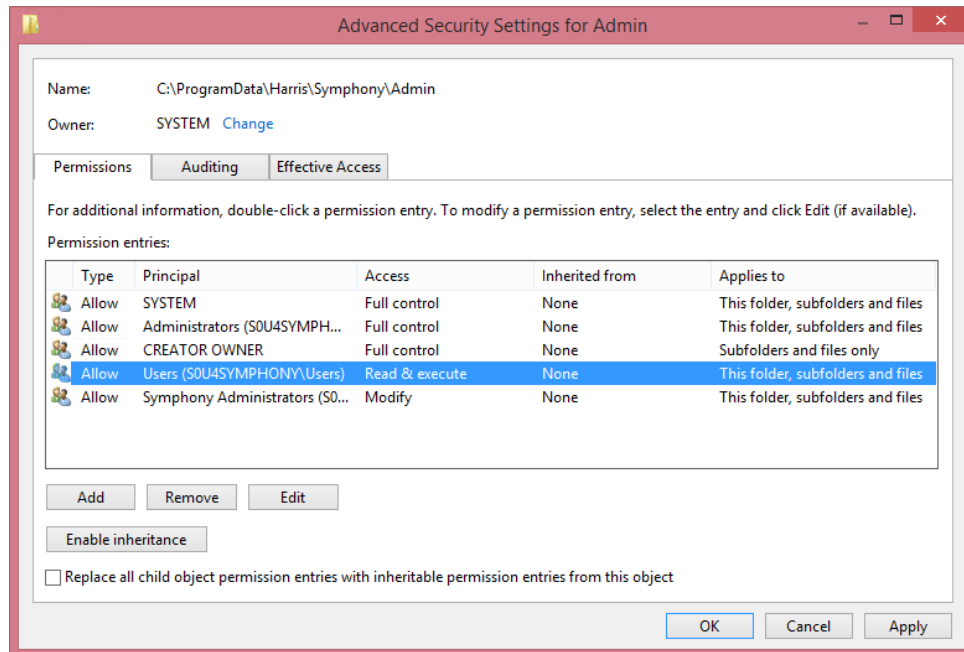 Advanced Security Settings for Admin
Name: C:\ProgramData\Harris\Symphony\Admin
Owner: SYSTEM Change
Permissions Auditing Effective Access
For additional information, double-click a permission entry. To modify a permission entry, select the entry and click Edit (if available).
Permission entries:
Type Principal Access Inherited from Applies to
Allow SYSTEM Full control None This folder, subfolders and files
Allow Administrators (S0U4SYMPH... Full control None This folder, subfolders and files
Allow CREATOR OWNER Full control None Subfolders and files only
Allow Users (S0U4SYMPHONY\Users) Read & execute None This folder, subfolders and files
Allow Symphony Administrators (S0... Modify None This folder, subfolders and files
Add Remove Edit
Enable inheritance
Replace all child object permission entries with inheritable permission entries from this object
OK Cancel Apply